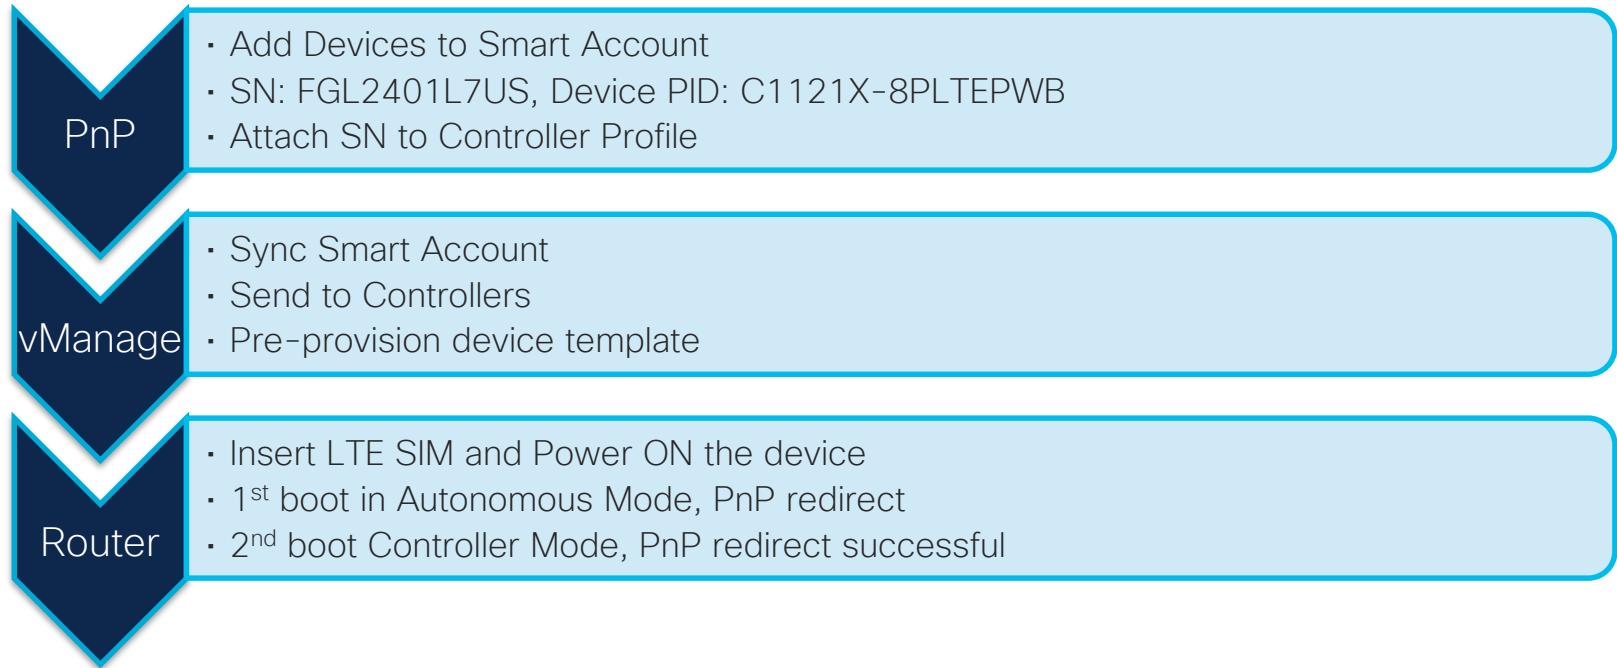 PnP
· Add Devices to Smart Account
· SN: FGL2401L7US, Device PID: C1121X-8PLTEPWB
· Attach SN to Controller Profile
vManage
· Sync Smart Account
· Send to Controllers
· Pre-provision device template
Router
· Insert LTE SIM and Power ON the device
· 1st boot in Autonomous Mode, PnP redirect
· 2nd boot Controller Mode, PnP redirect successful